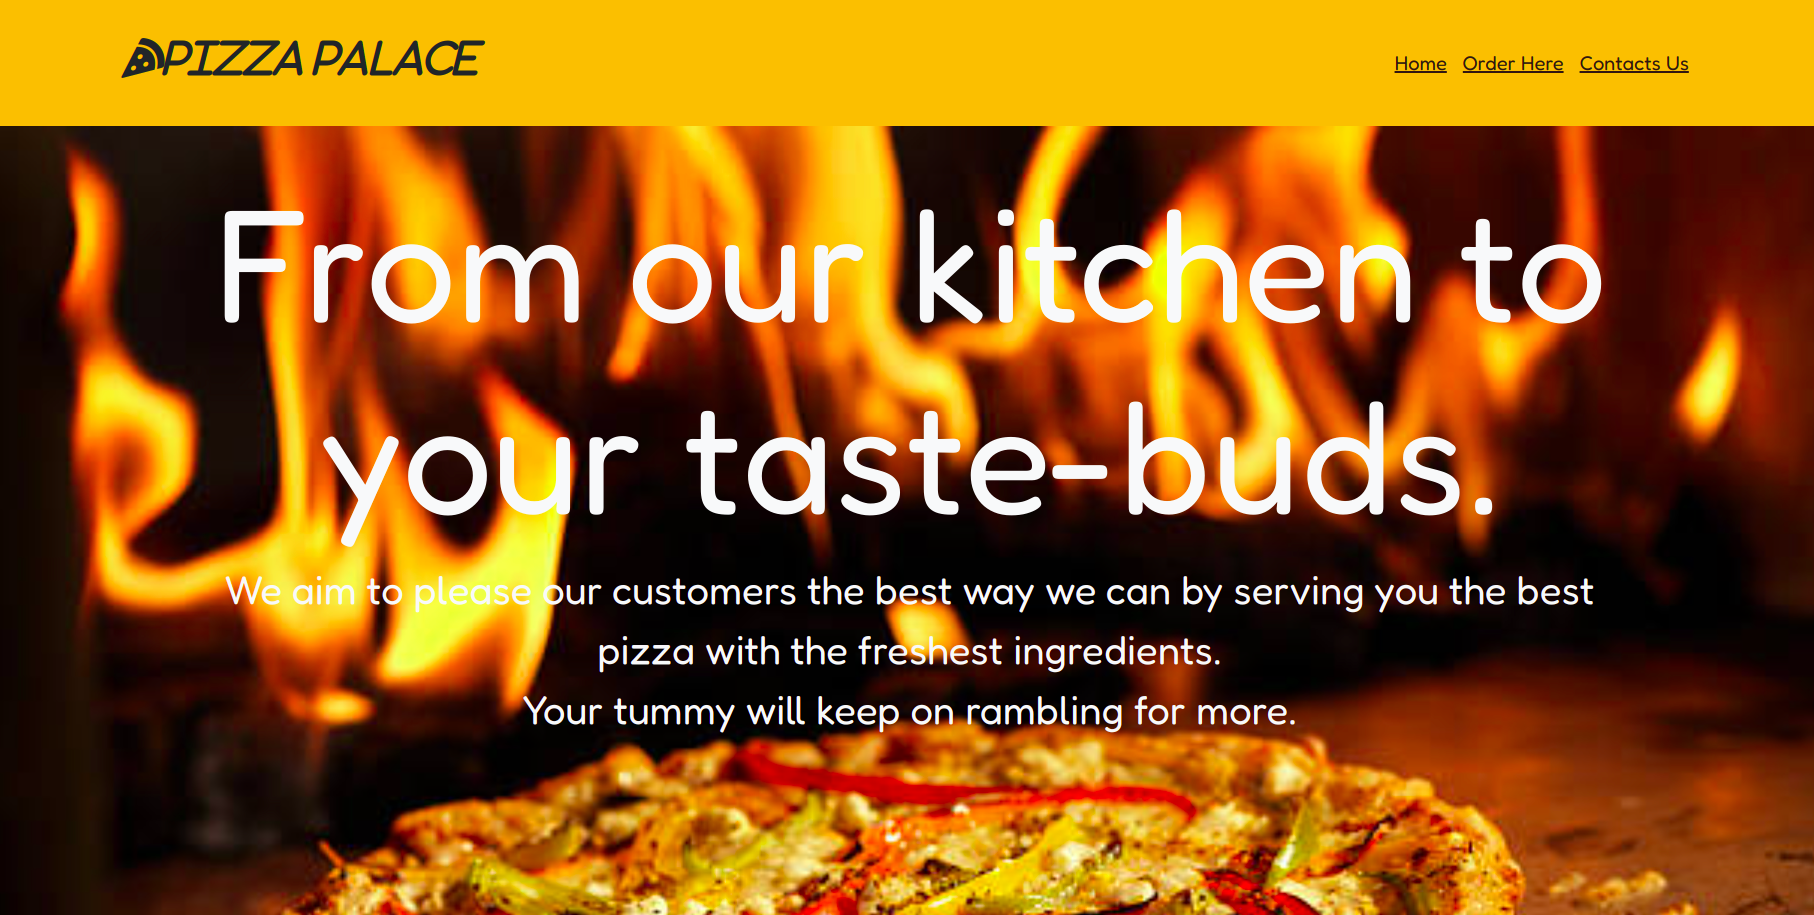 PIZZA PALACE
Home Order Here Contacts Us
From our kitchen to
your taste-buds.
We aim to please our customers the best way we can by serving you the best
pizza with the freshest ingredients.
Your tummy will keep on rambling for more.